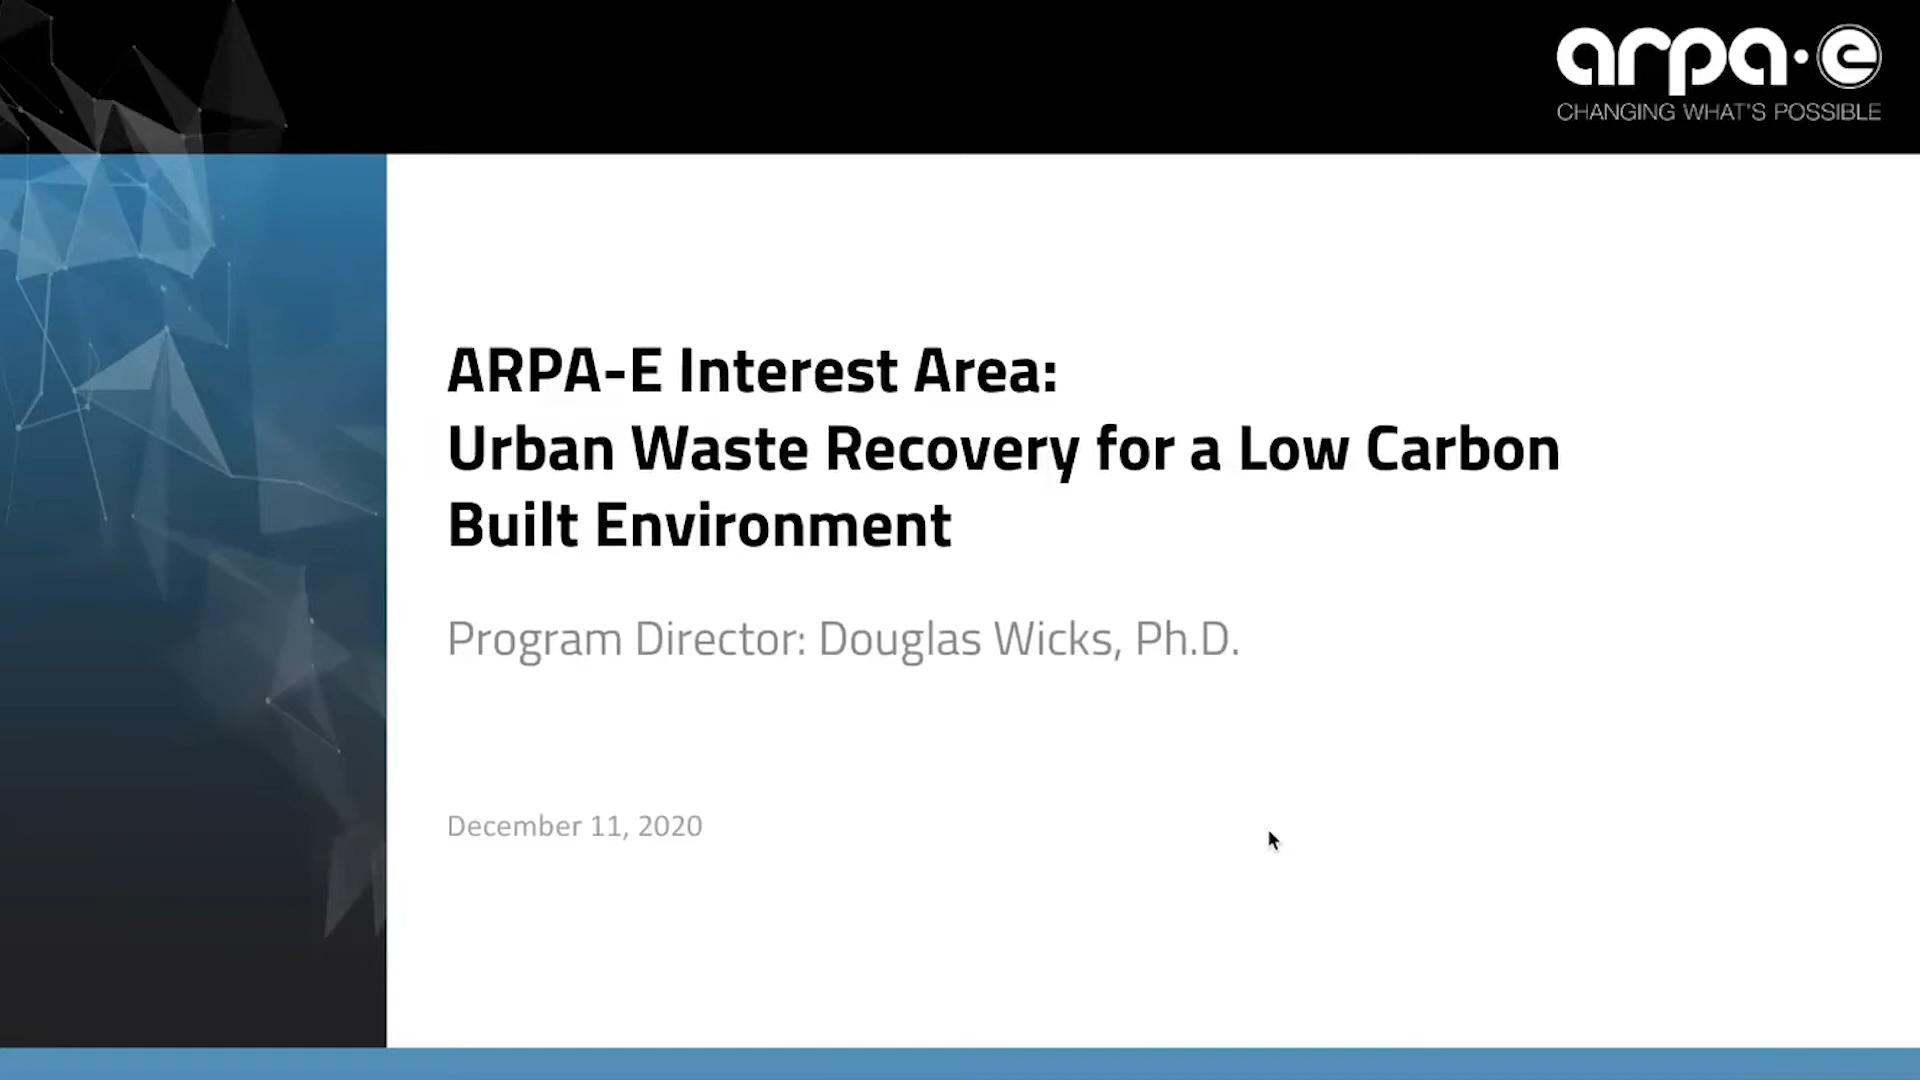 arpa·e
CHANGING WHAT'S POSSIBLE
ARPA-E Interest Area:
Urban Waste Recovery for a Low Carbon
Built Environment
Program Director: Douglas Wicks, Ph.D.
December 11, 2020